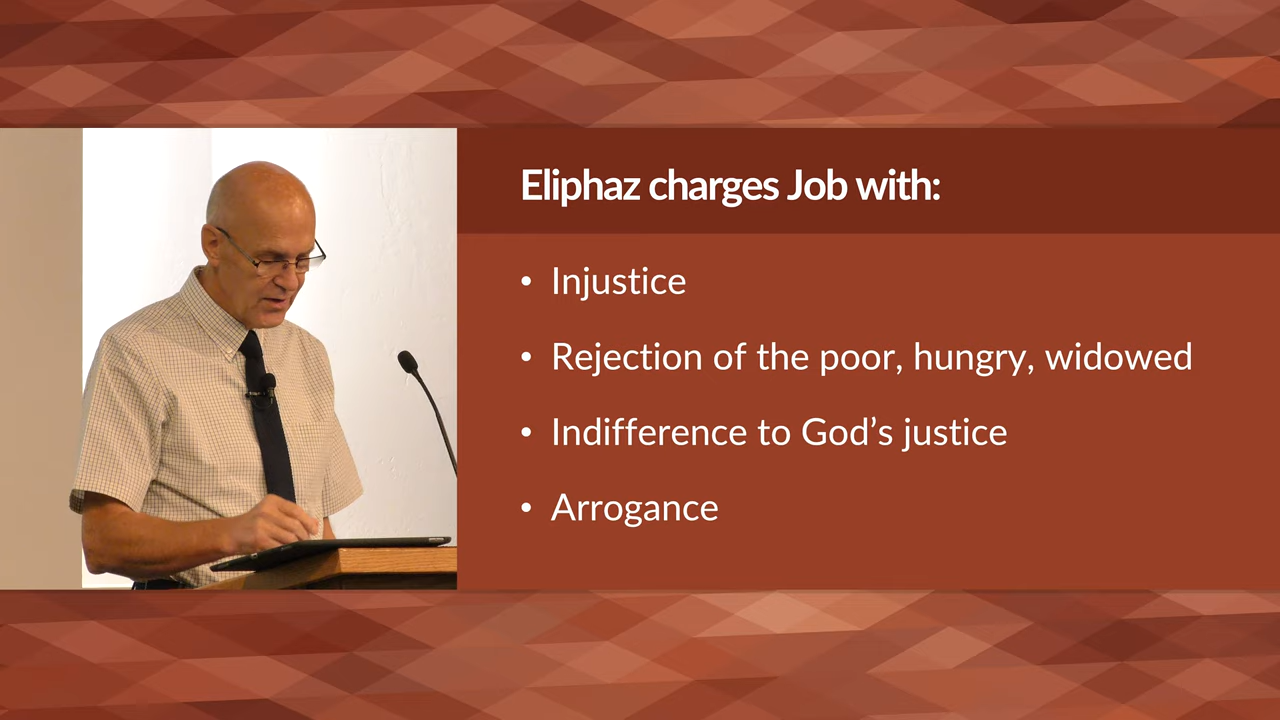 Eliphaz charges Job with:
• Injustice
• Rejection of the poor, hungry, widowed
• Indifference to God’s justice
• Arrogance